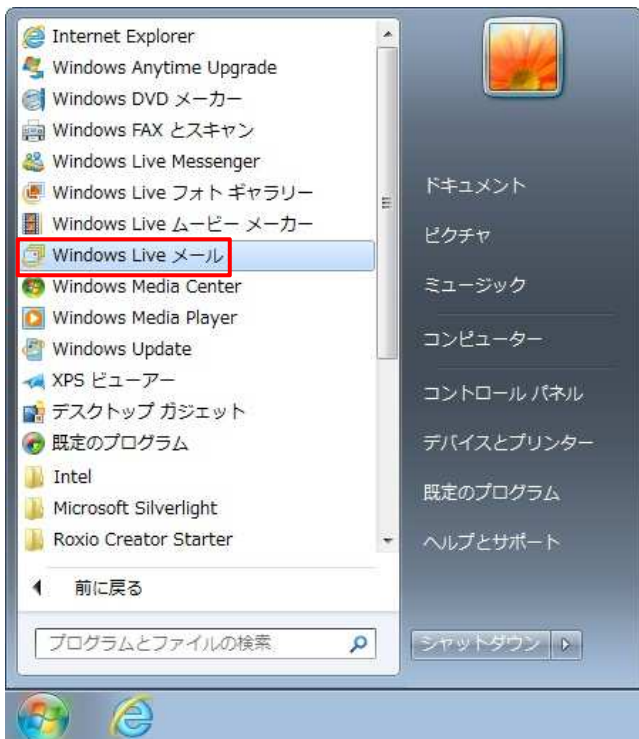 Internet Explorer
Windows Anytime Upgrade
Windows DVD メーカー
Windows FAX とスキャン
Windows Live Messenger
Windows Live フォト ギャラリー
Windows Live ムービー メーカー
Windows Live メール
Windows Media Center
Windows Media Player
Windows Update
XPS ビューアー
デスクトップ ガジェット
既定のプログラム
Intel
Microsoft Silverlight
Roxio Creator Starter
前に戻る
プログラムとファイルの検索
ドキュメント
ピクチャ
ミュージック
コンピューター
コントロール パネル
デバイスとプリンター
既定のプログラム
ヘルプとサポート
シャットダウン